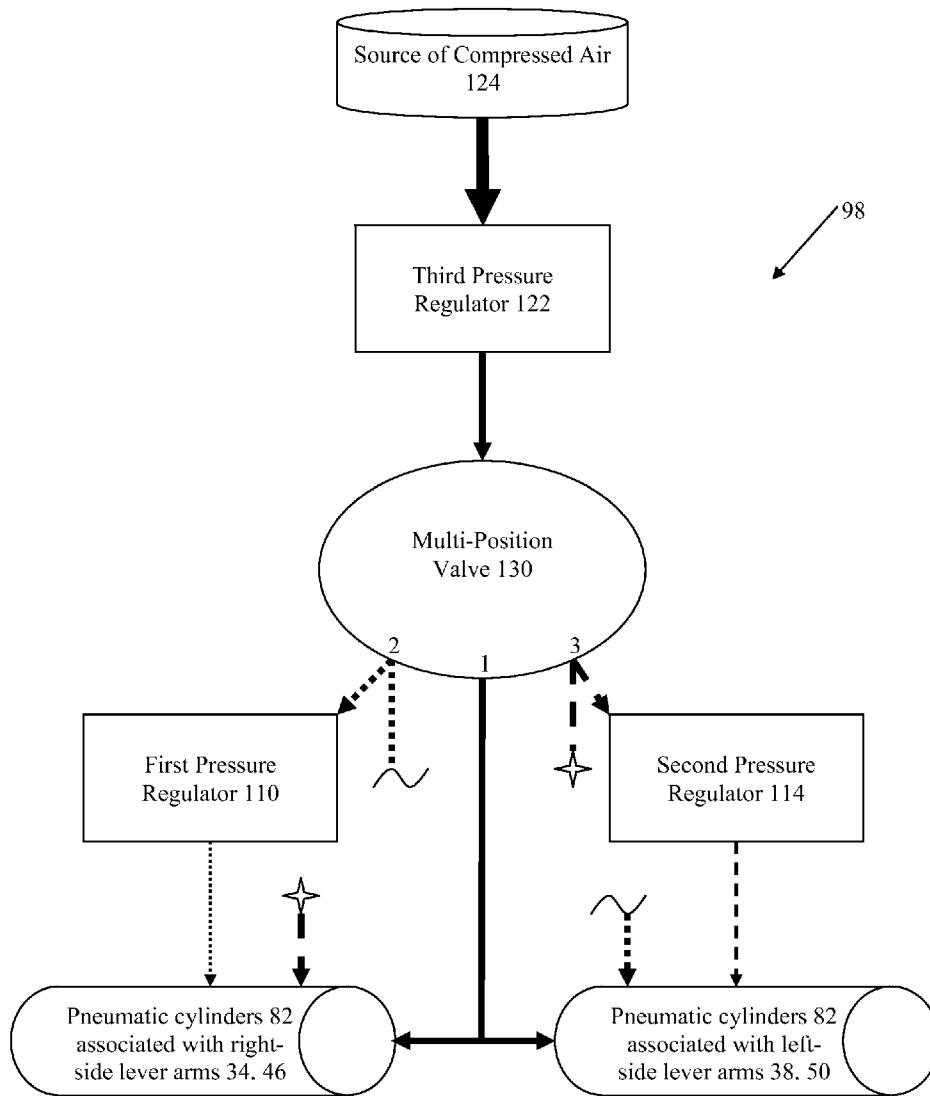 Source of Compressed Air
124
98
Third Pressure
Regulator 122
Multi-Position
Valve 130
2
1
3
First Pressure
Regulator 110
Second Pressure
Regulator 114
Pneumatic cylinders 82
associated with right-
side lever arms 34, 46
Pneumatic cylinders 82
associated with left-
side lever arms 38, 50